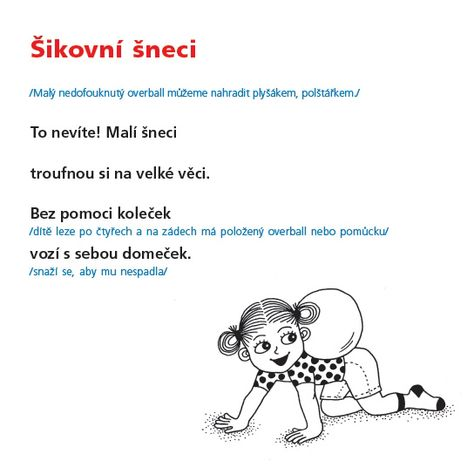 Šikovní šneci
/Malý nedofouknutý overball můžeme nahradit plyšákem, polštářkem./
To nevíte! Malí šneci
troufnou si na velké věci.
Bez pomoci koleček
/dítě leze po čtyřech a na zádech má položený overball nebo pomůcku/
vozí s sebou domeček.
/snaží se, aby mu nespadla/